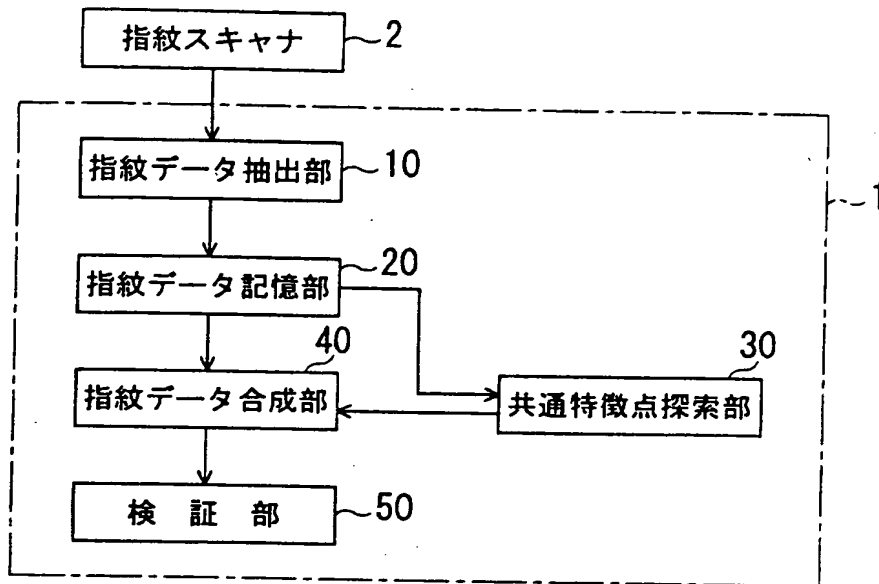 指紋スキャナ 2
指紋データ抽出部 10
1
20
指紋データ記憶部
40
指紋データ合成部
30
共通特徴点探索部
検 証 部 50